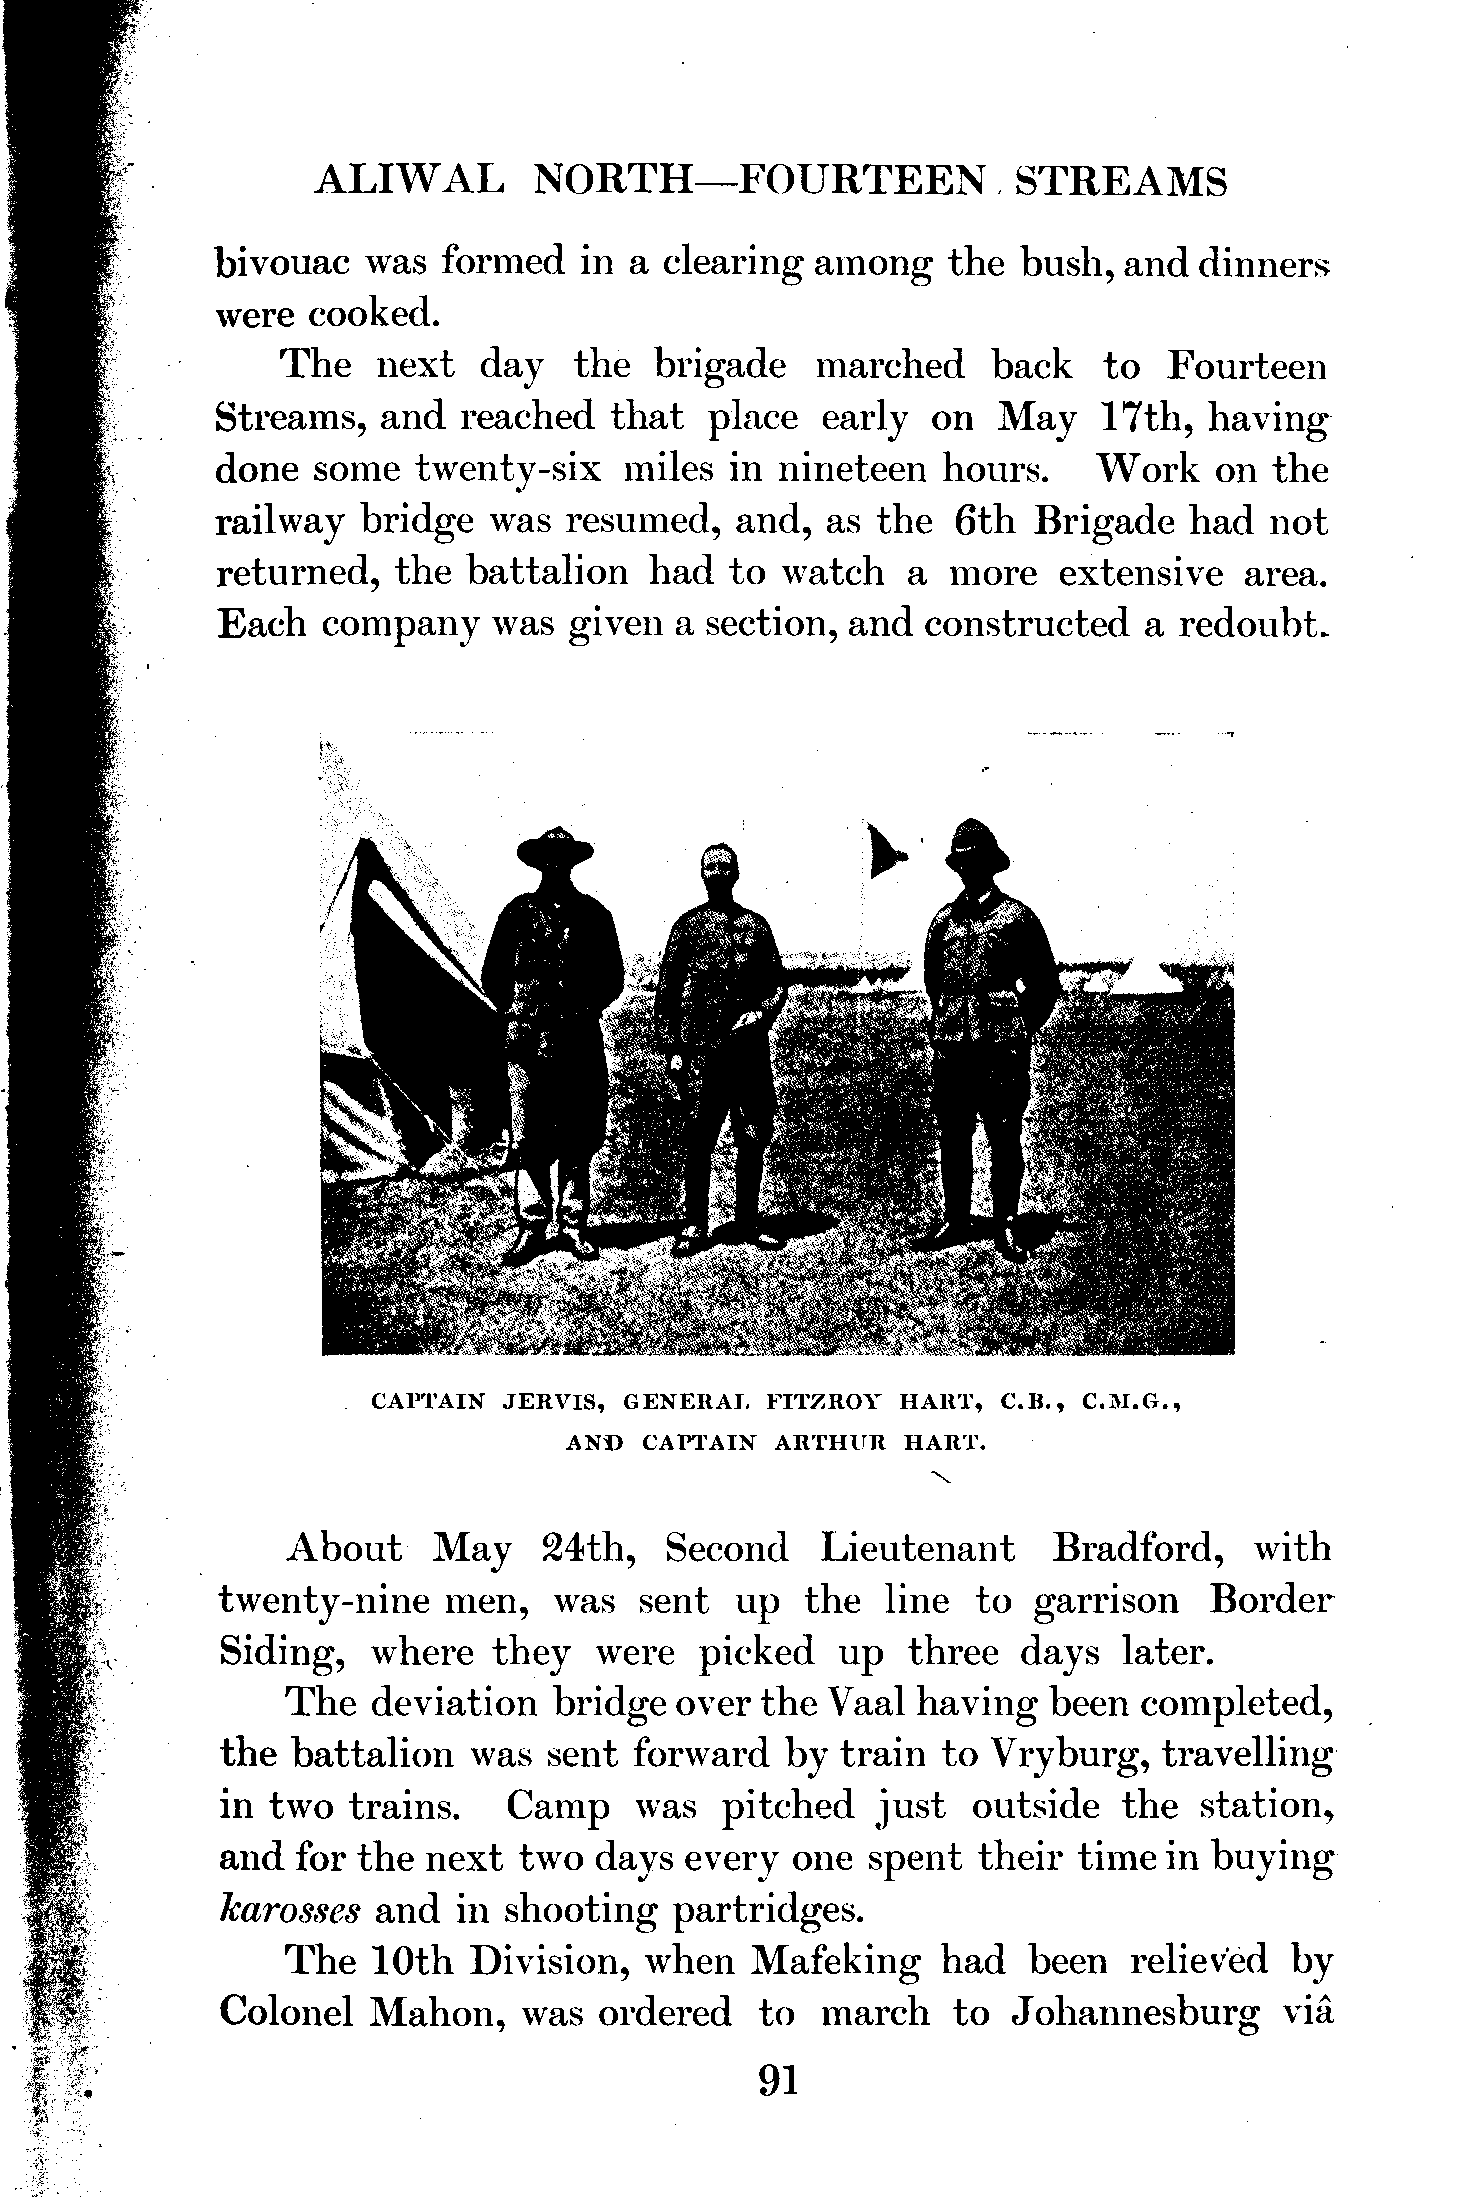 ALIWAL NORTH—FOURTEEN STREAMS
bivouac was formed in a clearing among the bush, and dinners
were cooked.
The next day the brigade marched back to Fourteen
Streams, and reached that place early on May 17th, having
done some twenty-six miles in nineteen hours. Work on the
railway bridge was resumed, and, as the 6th Brigade had not
returned, the battalion had to watch a more extensive area.
Each company was given a section, and constructed a redoubt.
CAPTAIN JERVIS, GENERAL FITZROY HART, C.B., C.M.G.,
AND CAPTAIN ARTHUR HART.
About May 24th, Second Lieutenant Bradford, with
twenty-nine men, was sent up the line to garrison Border
Siding, where they were picked up three days later.
The deviation bridge over the Vaal having been completed,
the battalion was sent forward by train to Vryburg, travelling
in two trains. Camp was pitched just outside the station,
and for the next two days every one spent their time in buying
karosses and in shooting partridges.
The 10th Division, when Mafeking had been relieved by
Colonel Mahon, was ordered to march to Johannesburg viâ
91